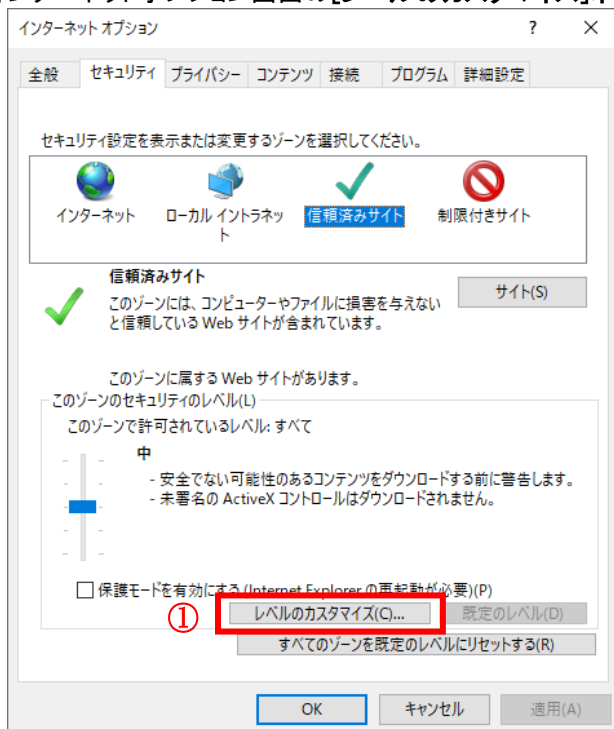 インターネット オプション
? ×
全般 セキュリティ プライバシー コンテンツ 接続 プログラム 詳細設定
セキュリティ設定を表示または変更するゾーンを選択してください。
インターネット ローカル イントラネッ 信頼済みサイト 制限付きサイト
ト
信頼済みサイト
サイト(S)
このゾーンには、コンピューターやファイルに損害を与えない
と信頼している Web サイトが含まれています。
このゾーンに属する Web サイトがあります。
このゾーンのセキュリティのレベル(L)
このゾーンで許可されているレベル: すべて
中
- 安全でない可能性のあるコンテンツをダウンロードする前に警告します。
- 未署名の ActiveX コントロールはダウンロードされません。
保護モードを有効にする (Internet Explorer の再起動が必要)(P)
① レベルのカスタマイズ(C)... 既定のレベル(D)
すべてのゾーンを既定のレベルにリセットする(R)
OK キャンセル 適用(A)